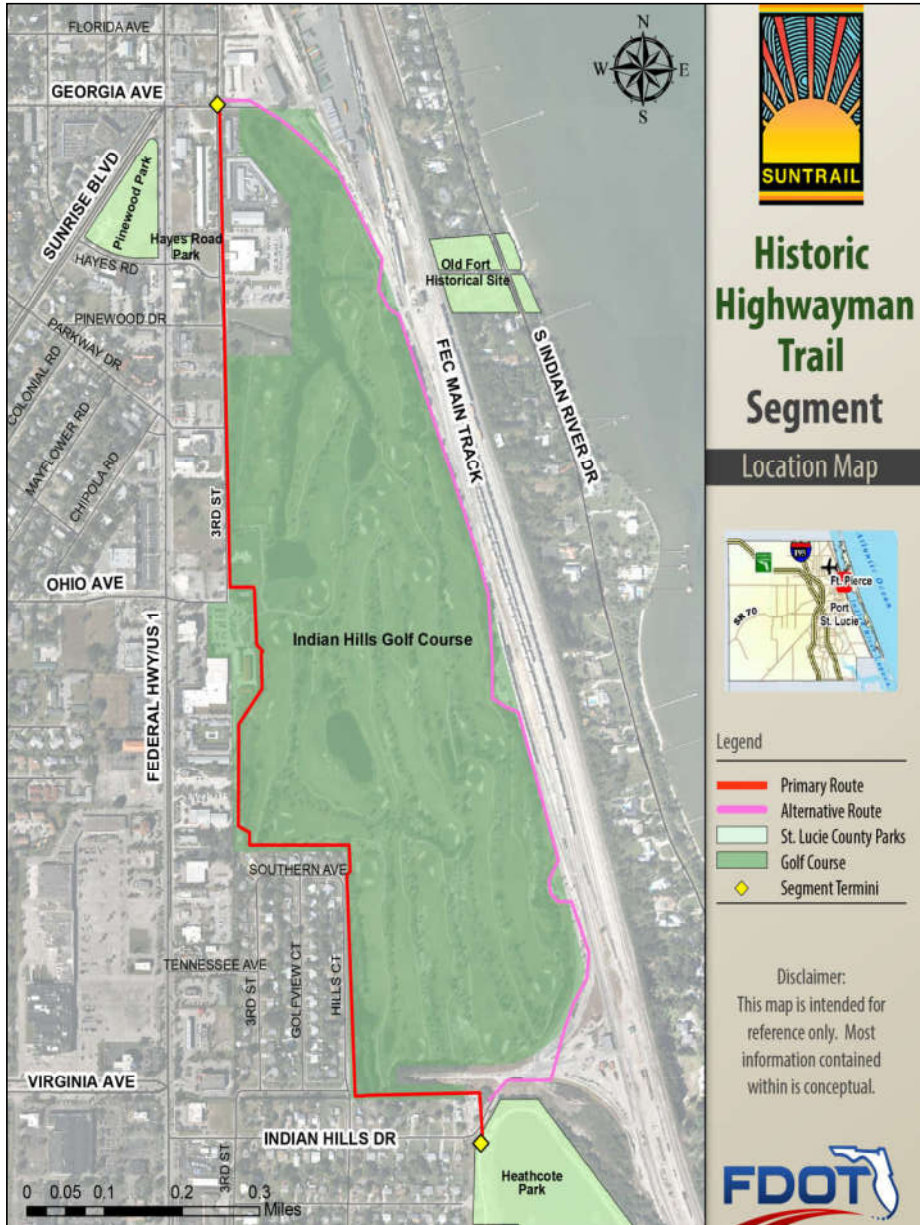 FLORIDA AVE
GEORGIA AVE
SUNRISE BLVD
Pinewood Park
Hayes Road
Park
HAYES RD
PINEWOOD DR
PARKWAY DR
COLONIAL RD
MAYFLOWER RD
CHIPOLA RD
3RD ST
OHIO AVE
FEDERAL HWY/US 1
Indian Hills Golf Course
Old Fort
Historical Site
FEC MAIN TRACK
S INDIAN RIVER DR
SOUTHERN AVE
TENNESSEE AVE
3RD ST
GOLFVIEW CT
HILLS CT
VIRGINIA AVE
INDIAN HILLS DR
3RD ST
Heathcote
Park
0 0.05 0.1 0.2 0.3
Miles
N
W E
S
SUNTRAIL
Historic
Highwayman
Trail
Segment
Location Map
Atlantic Ocean
Ft. Pierce
Port
St. Lucie
SR 70
Legend
Primary Route
Alternative Route
St. Lucie County Parks
Golf Course
Segment Termini
Disclaimer:
This map is intended for
reference only. Most
information contained
within is conceptual.
FDOT